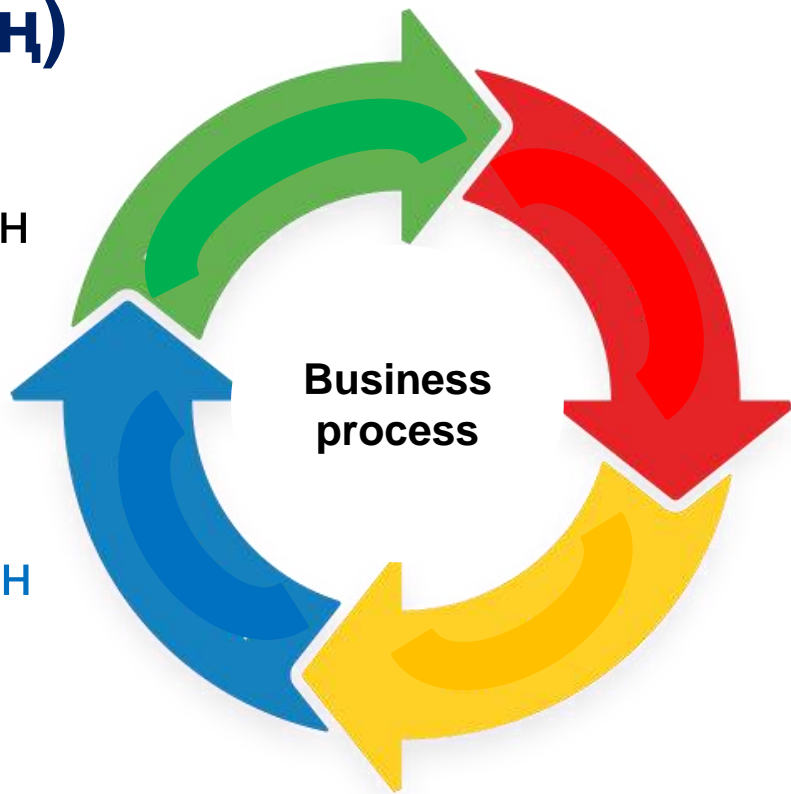 ң)
н
Business
process
н